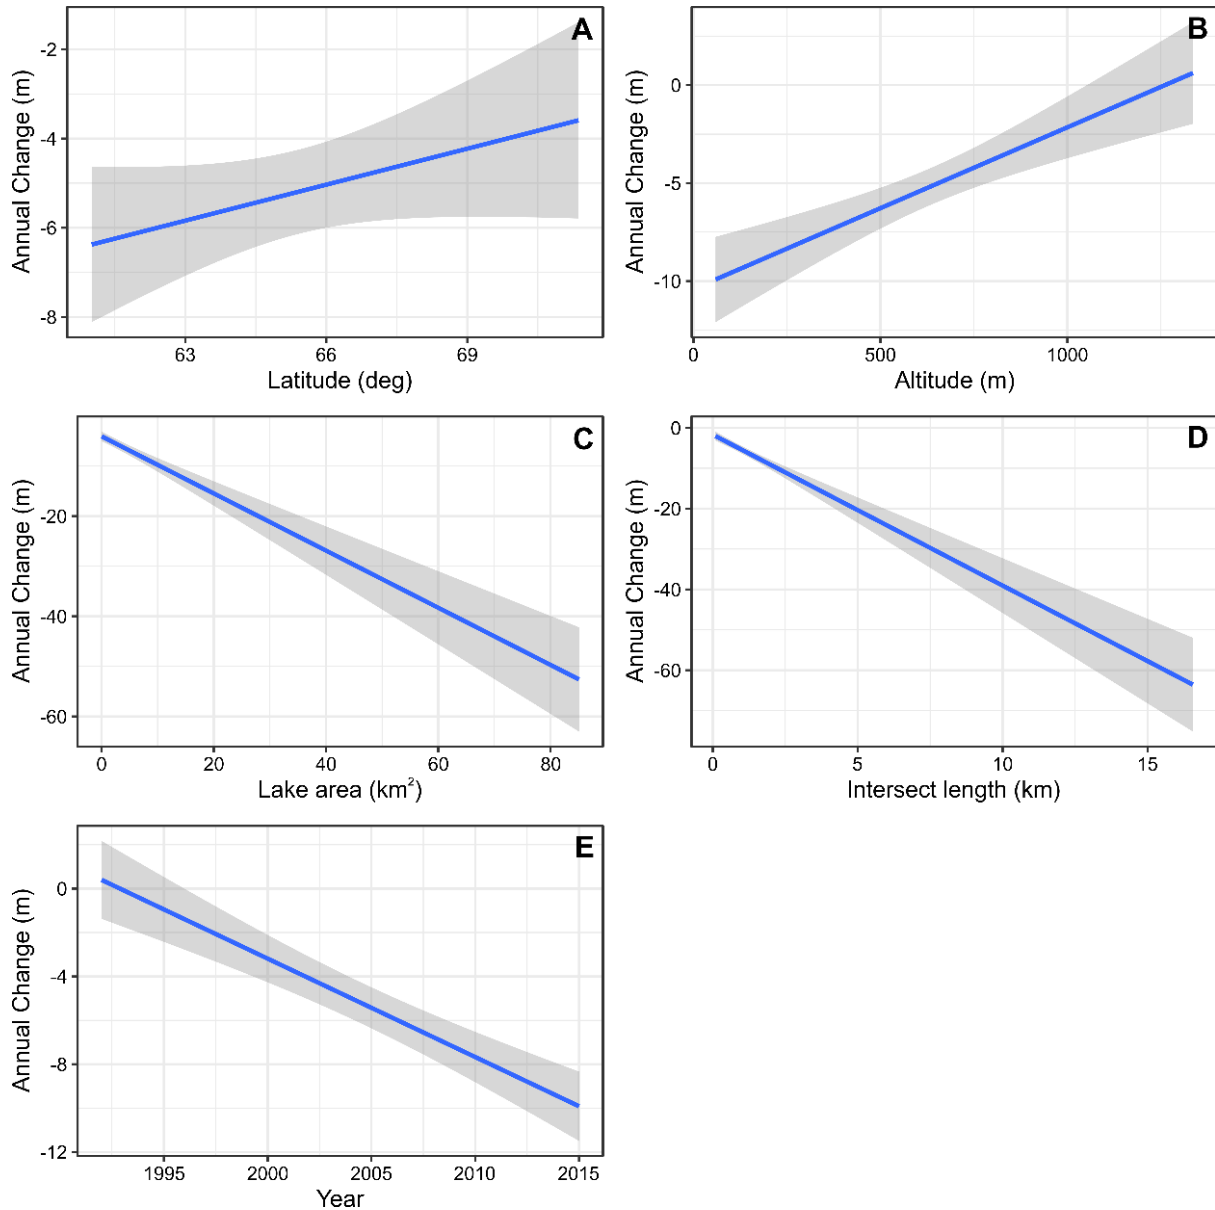 A
Annual Change (m)
-2
-4
-6
-8
63 66 69
Latitude (deg)
B
Annual Change (m)
0
-5
-10
0 500 1000
Altitude (m)
C
Annual Change (m)
-20
-40
-60
0 20 40 60 80
Lake area (km²)
D
Annual Change (m)
0
-20
-40
-60
0 5 10 15
Intersect length (km)
E
Annual Change (m)
0
-4
-8
-12
1995 2000 2005 2010 2015
Year